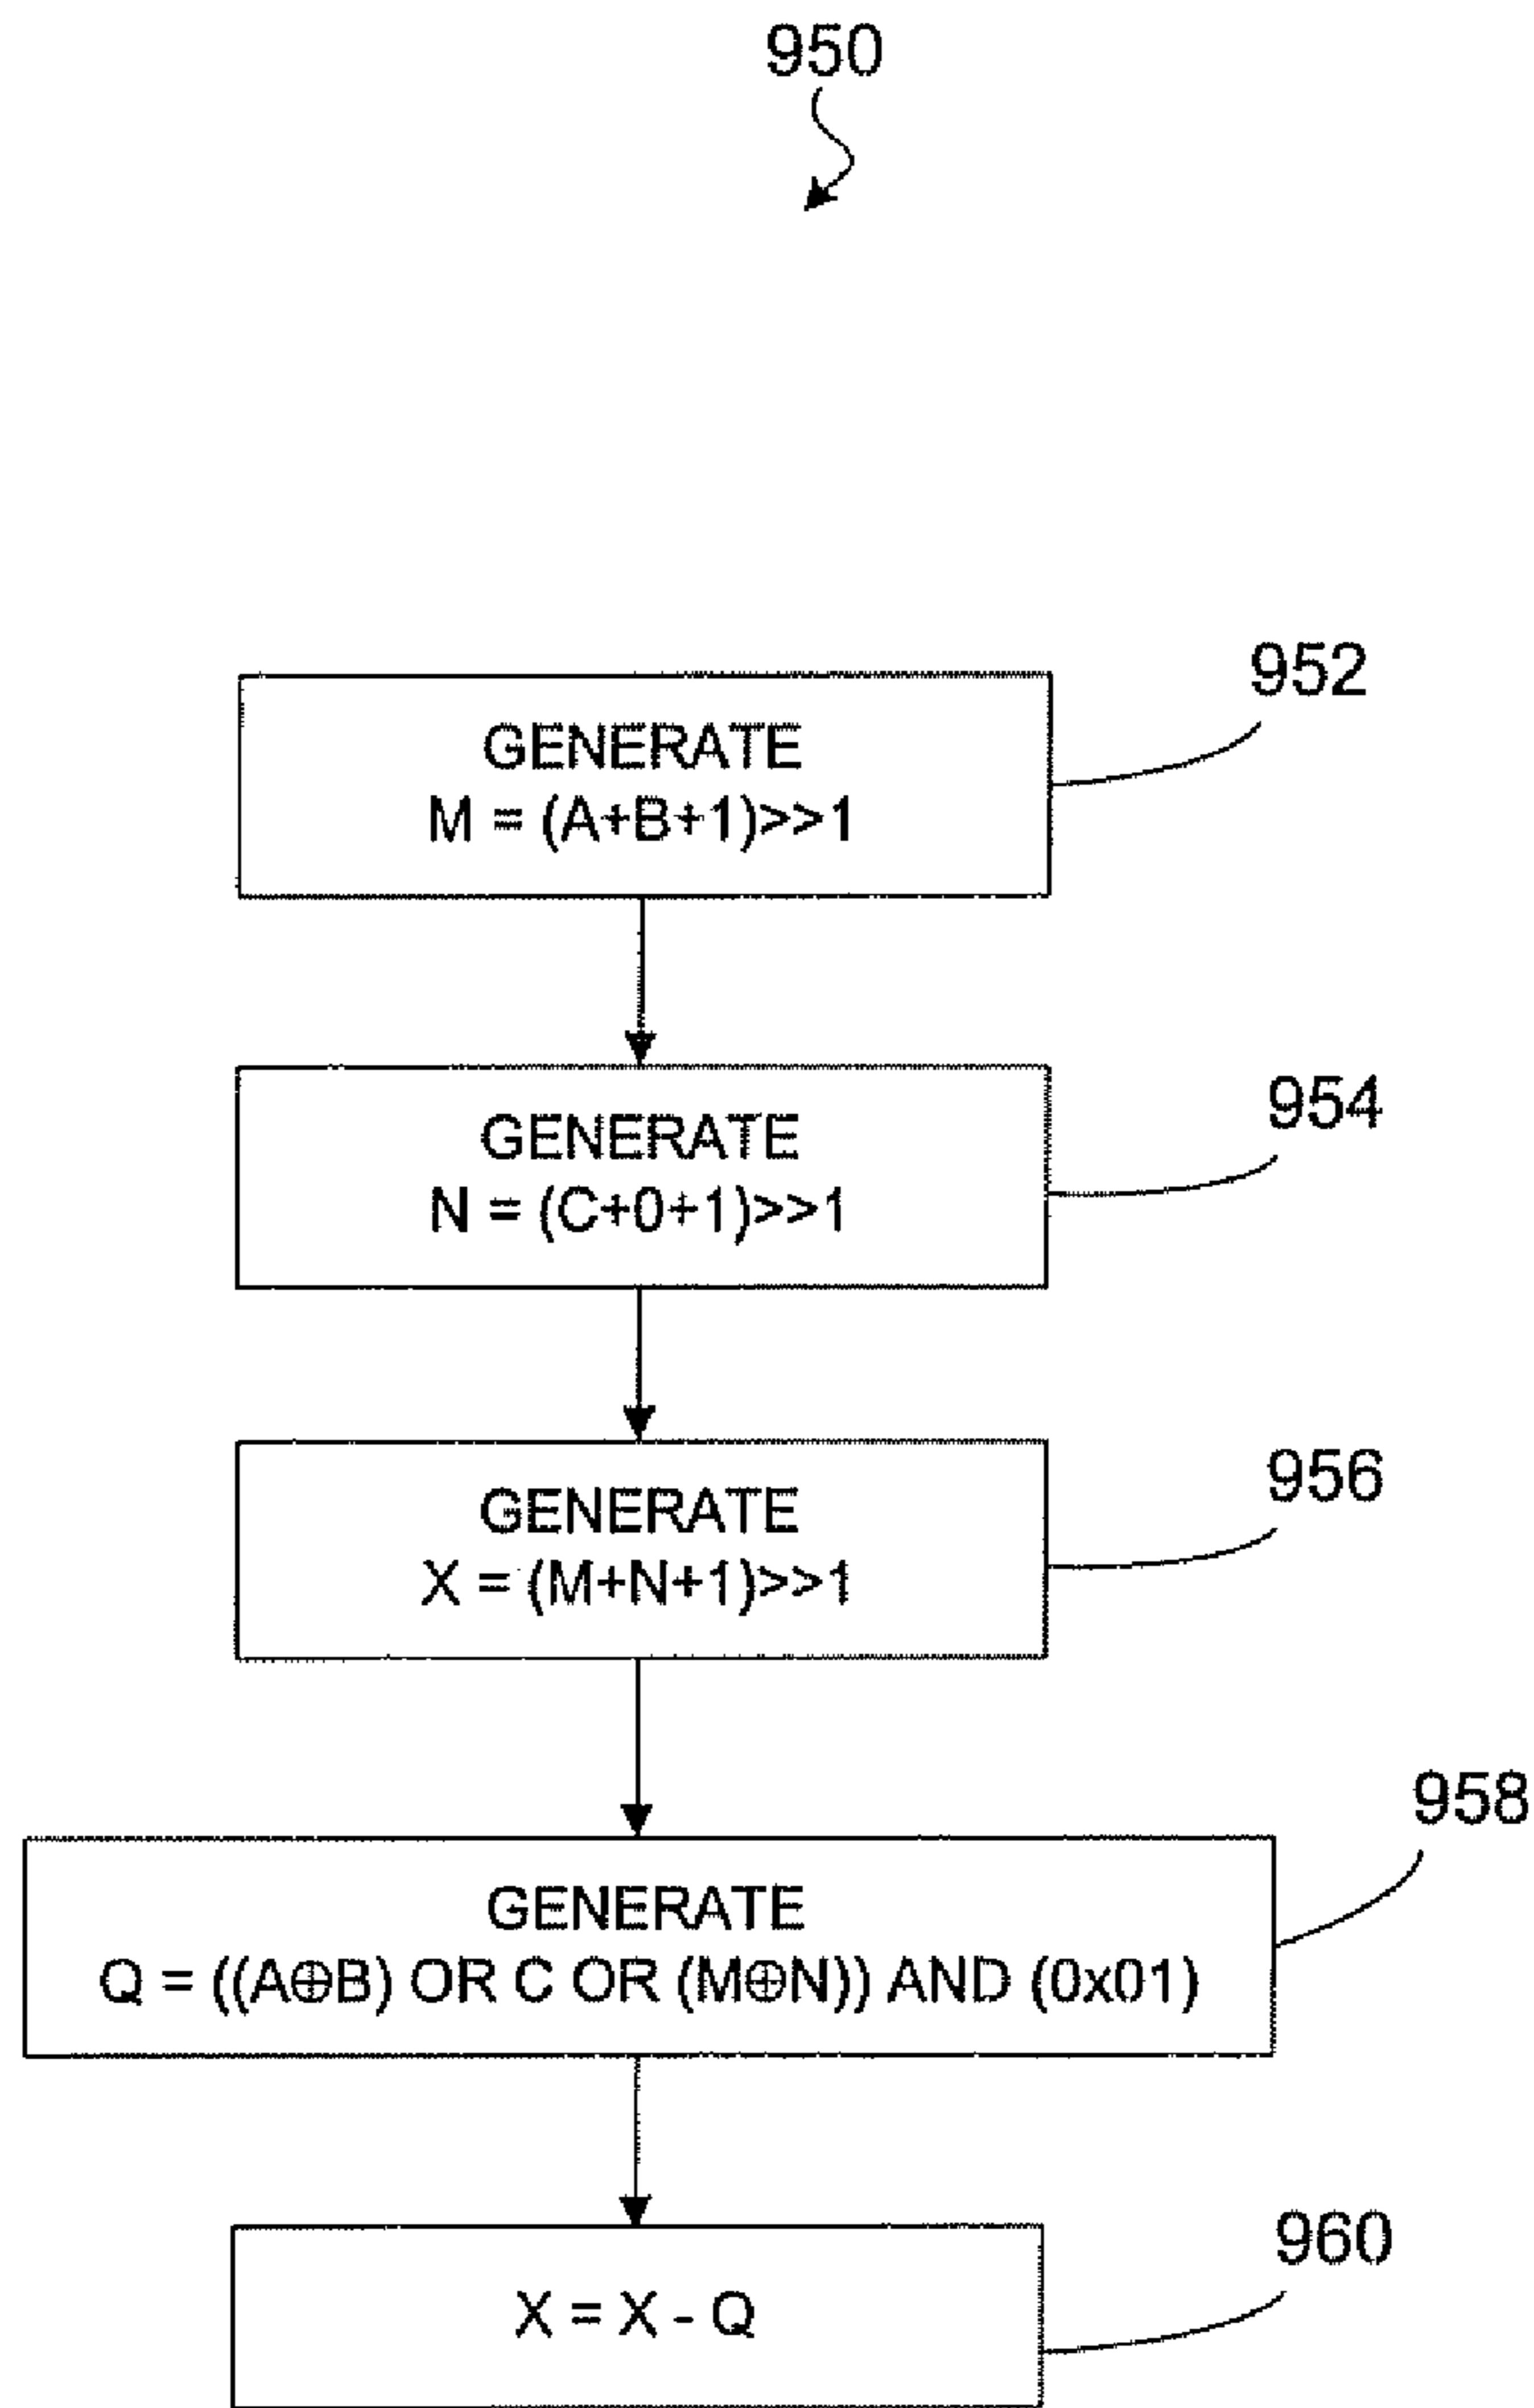 950
952
GENERATE
M = (A+B+1)>>1
954
GENERATE
N = (C+0+1)>>1
956
GENERATE
X = (M+N+1)>>1
958
GENERATE
Q = ((A⊕B) OR C OR (M⊕N)) AND (0x01)
960
X = X - Q